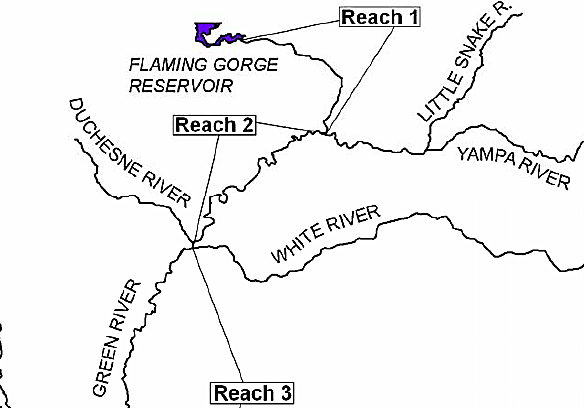 Reach 1
LITTLE SNAKE R.
FLAMING GORGE
RESERVOIR
Reach 2
DUCHESNE RIVER
YAMPA RIVER
WHITE RIVER
GREEN RIVER
Reach 3